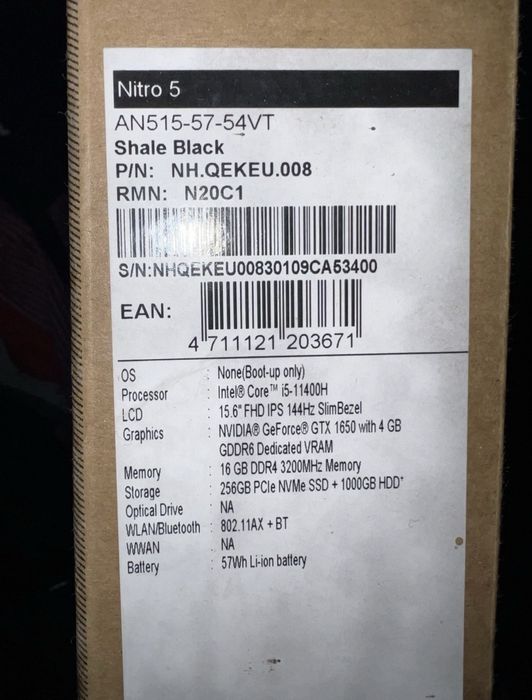 Nitro 5
AN515-57-54VT
Shale Black
P/N: NH.QEKEU.008
RMN: N20C1
S/N:NHQEKEU00830109CA53400
EAN:
4 711121 203671
OS : None(Boot-up only)
Processor : Intel® Core™ i5-11400H
LCD : 15.6" FHD IPS 144Hz SlimBezel
Graphics : NVIDIA® GeForce® GTX 1650 with 4 GB
GDDR6 Dedicated VRAM
Memory : 16 GB DDR4 3200MHz Memory
Storage : 256GB PCIe NVMe SSD + 1000GB HDD*
Optical Drive : NA
WLAN/Bluetooth : 802.11AX + BT
WWAN : NA
Battery : 57Wh Li-ion battery